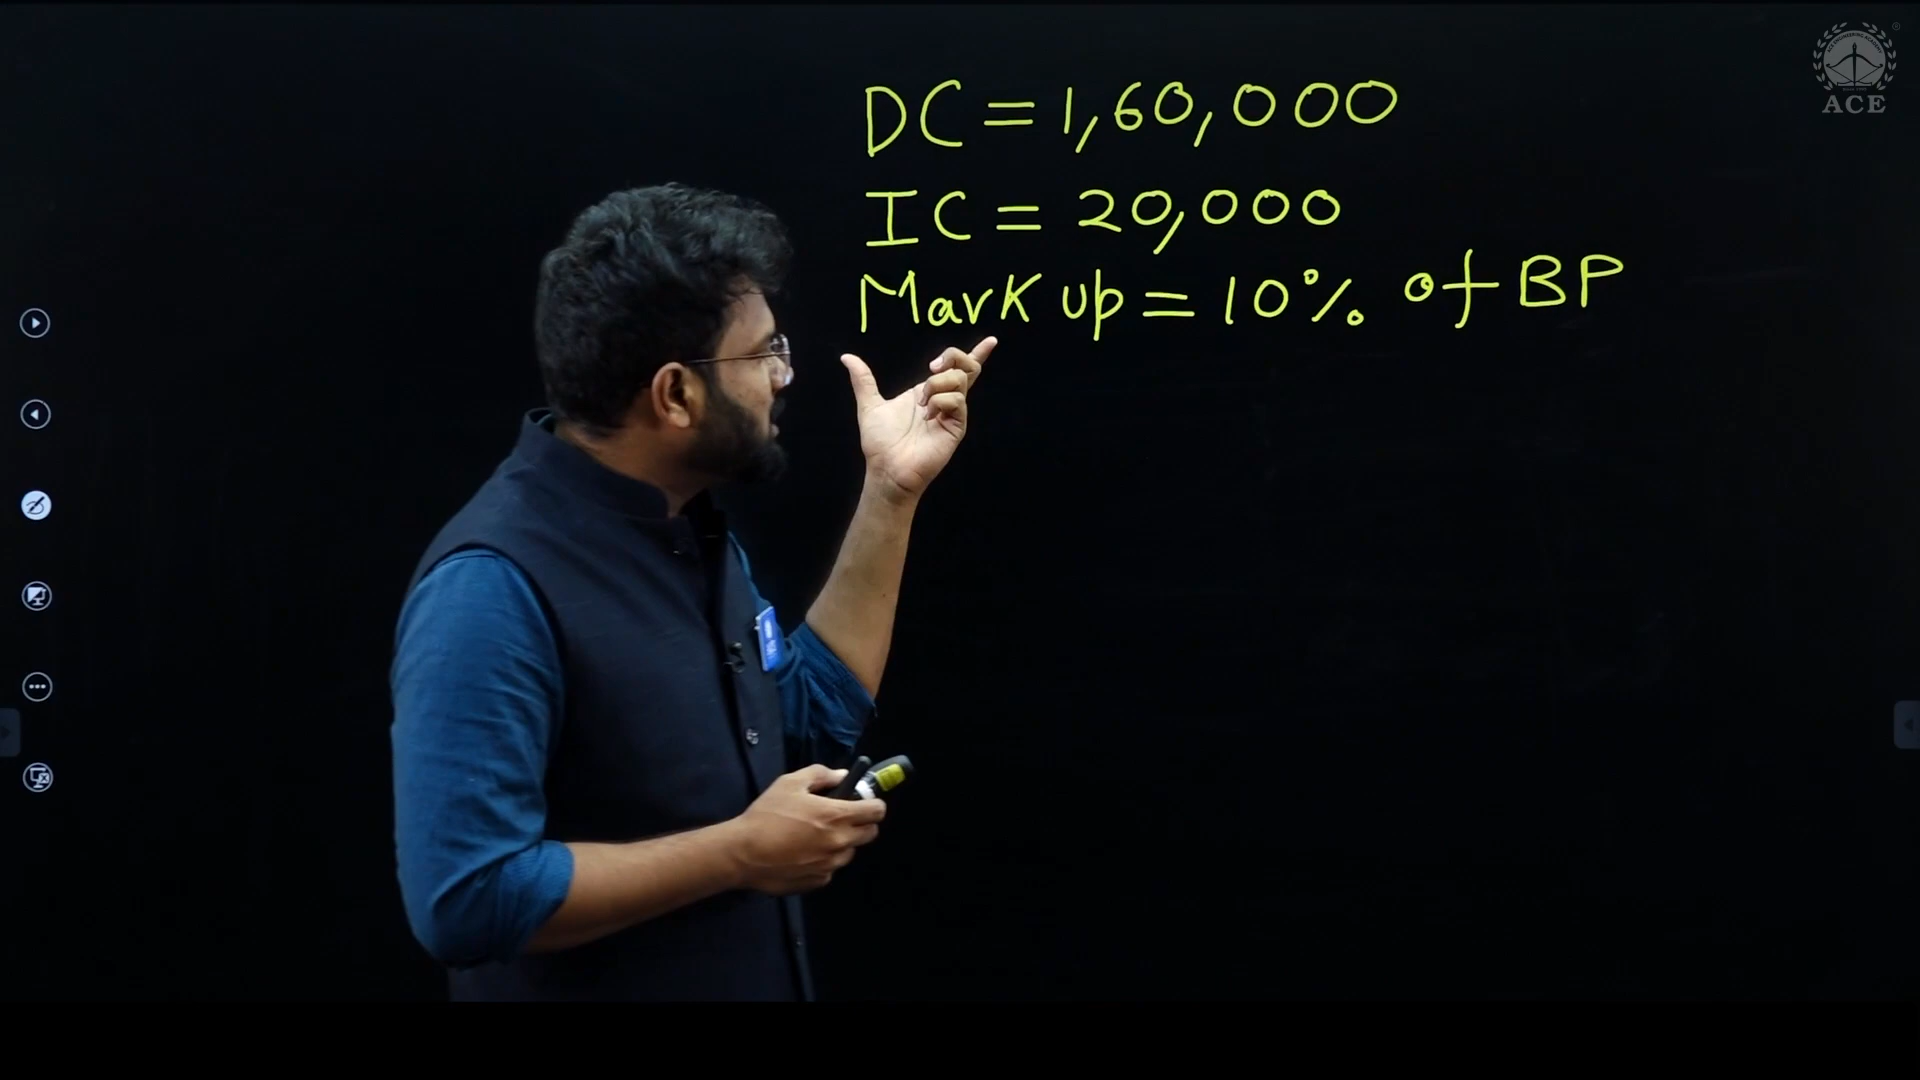 DC = 1,60,000
IC = 20,000
Mark up = 10% of BP
ACE